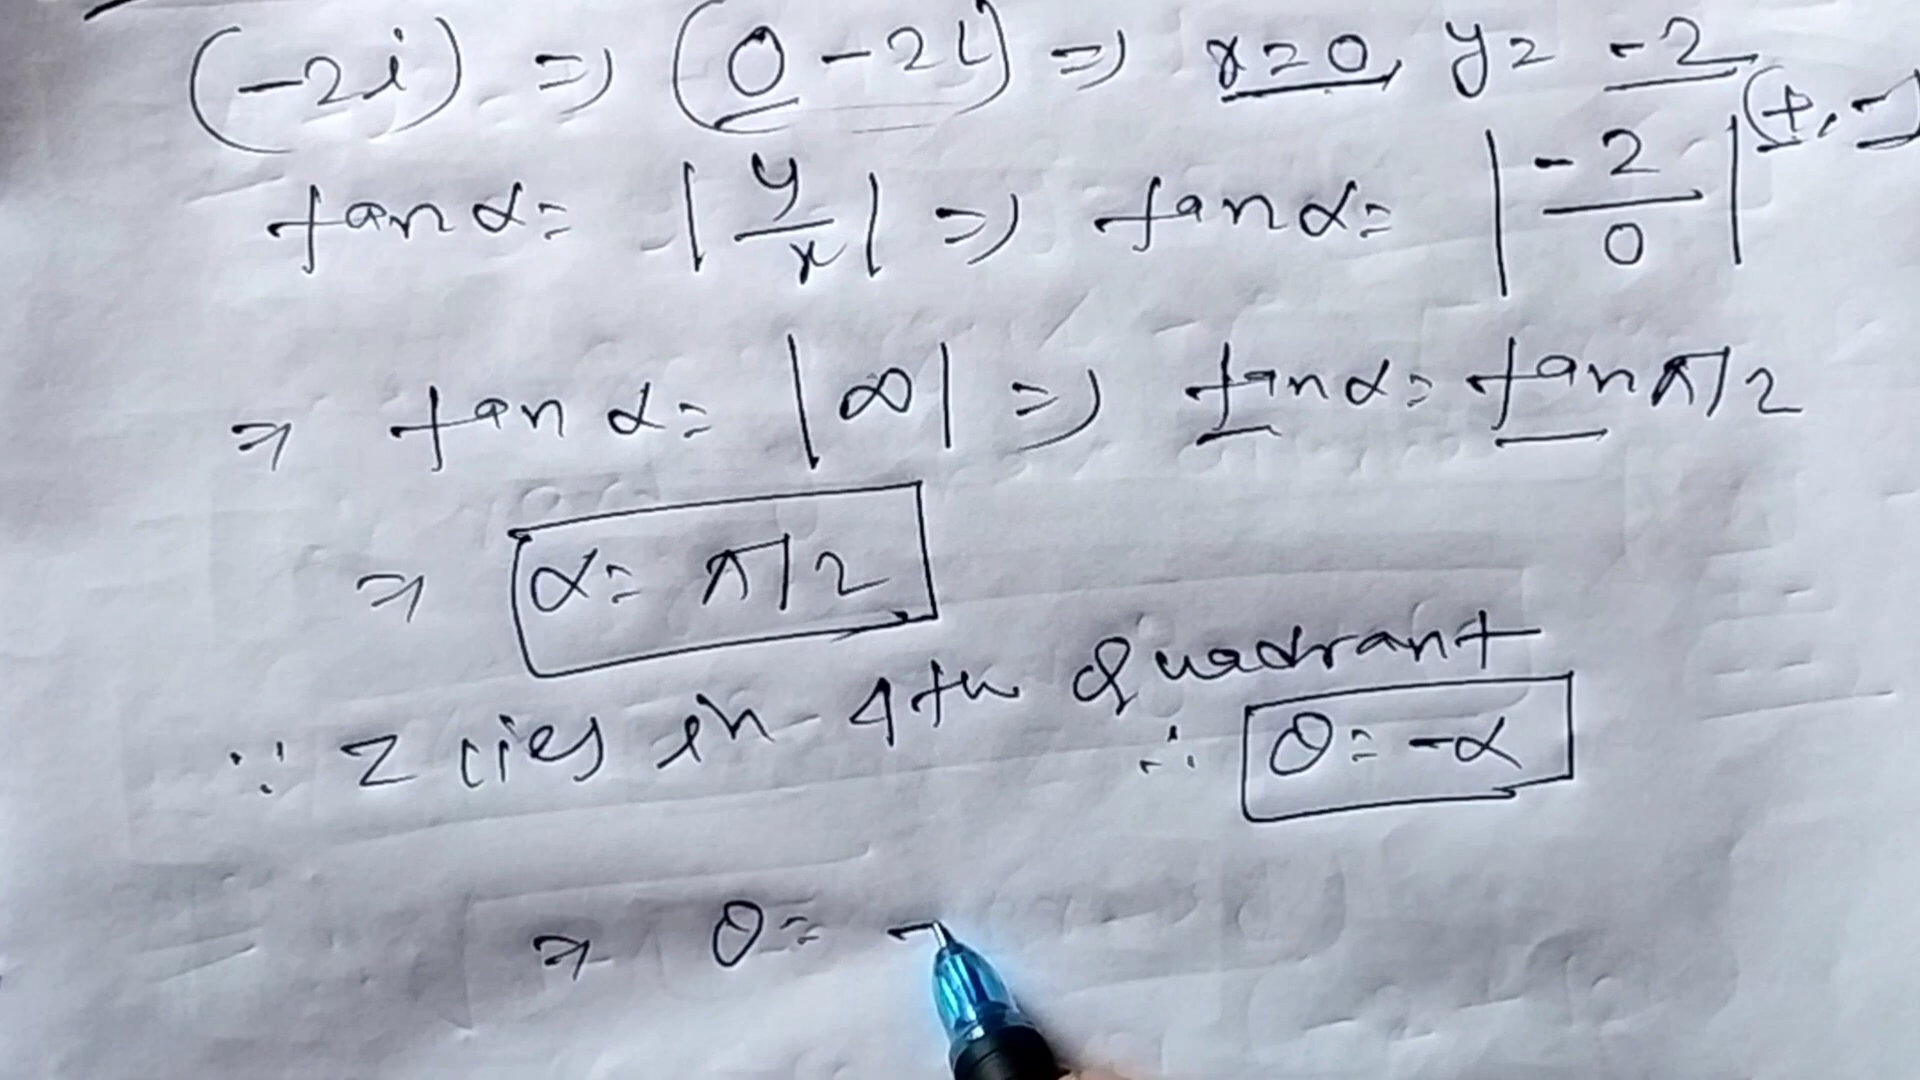 (-2i) => (0-2i) => x=0, y= -2
(+, -)
tanα= |y/x| => tanα= |-2/0|
=> tanα= |∞| => tanα= tanπ/2
=> α= π/2
∵ z lies in 4th Quadrant
∴ θ= -α
=> θ= -